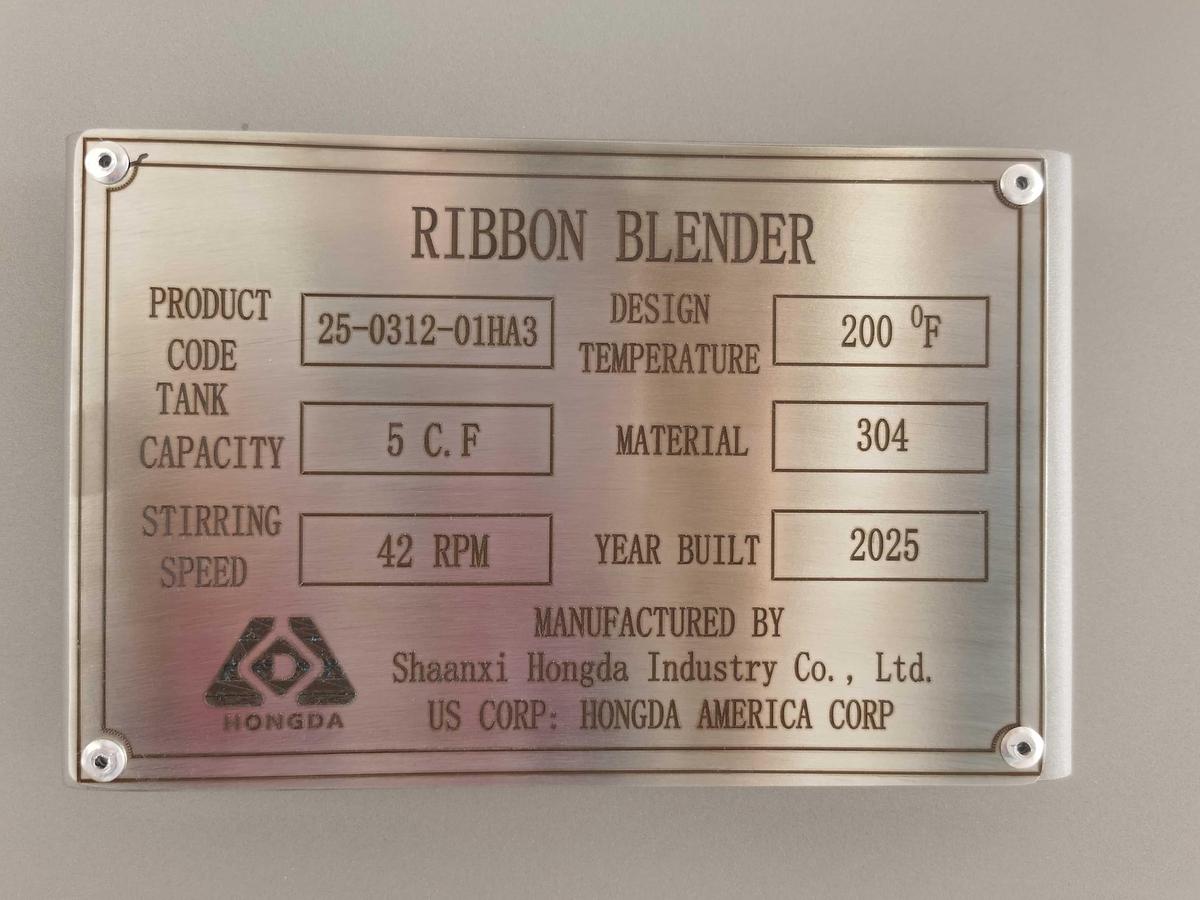 RIBBON BLENDER
PRODUCT
CODE
25-0312-01HA3
DESIGN
TEMPERATURE
200 ⁰F
TANK
CAPACITY
5 C.F
MATERIAL
304
STIRRING
SPEED
42 RPM
YEAR BUILT
2025
MANUFACTURED BY
Shaanxi Hongda Industry Co., Ltd.
US CORP: HONGDA AMERICA CORP
D
HONGDA